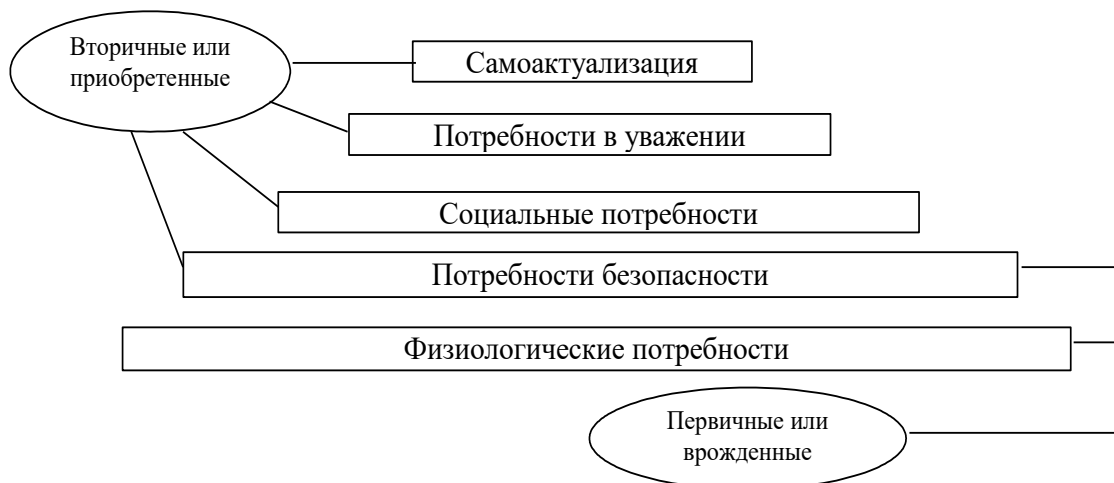 Вторичные или
приобретенные
Самоактуализация
Потребности в уважении
Социальные потребности
Потребности безопасности
Физиологические потребности
Первичные или
врожденные